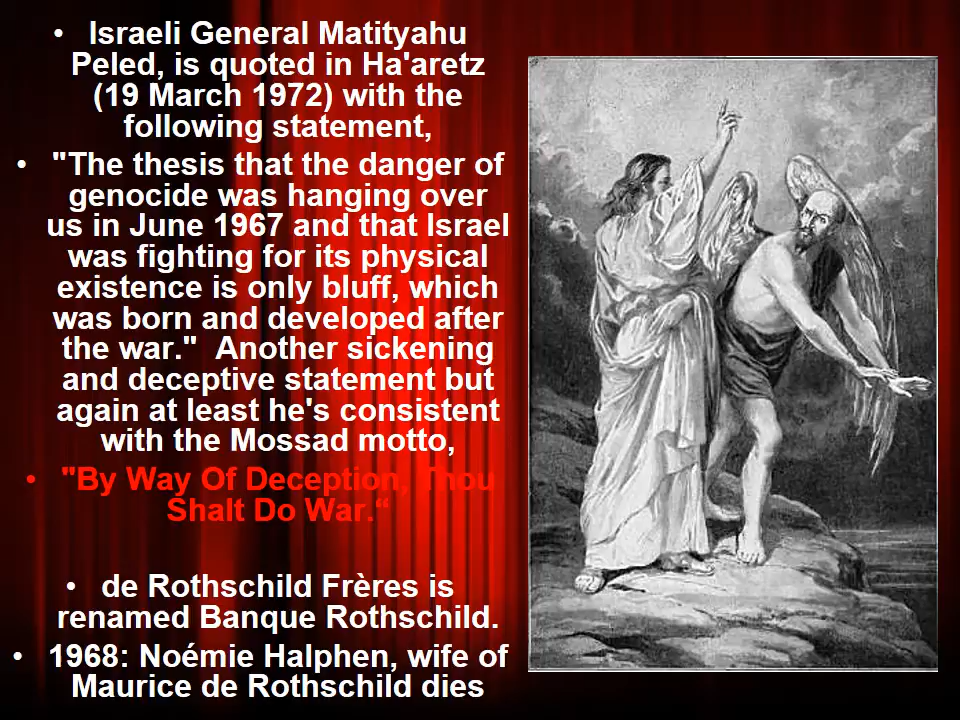 • Israeli General Matityahu
Peled, is quoted in Ha'aretz
(19 March 1972) with the
following statement,
• "The thesis that the danger of
genocide was hanging over
us in June 1967 and that Israel
was fighting for its physical
existence is only bluff, which
was born and developed after
the war."  Another sickening
and deceptive statement but
again at least he's consistent
with the Mossad motto,
• "By Way Of Deception, Thou
Shalt Do War.“
• de Rothschild Frères is
renamed Banque Rothschild.
• 1968: Noémie Halphen, wife of
Maurice de Rothschild dies